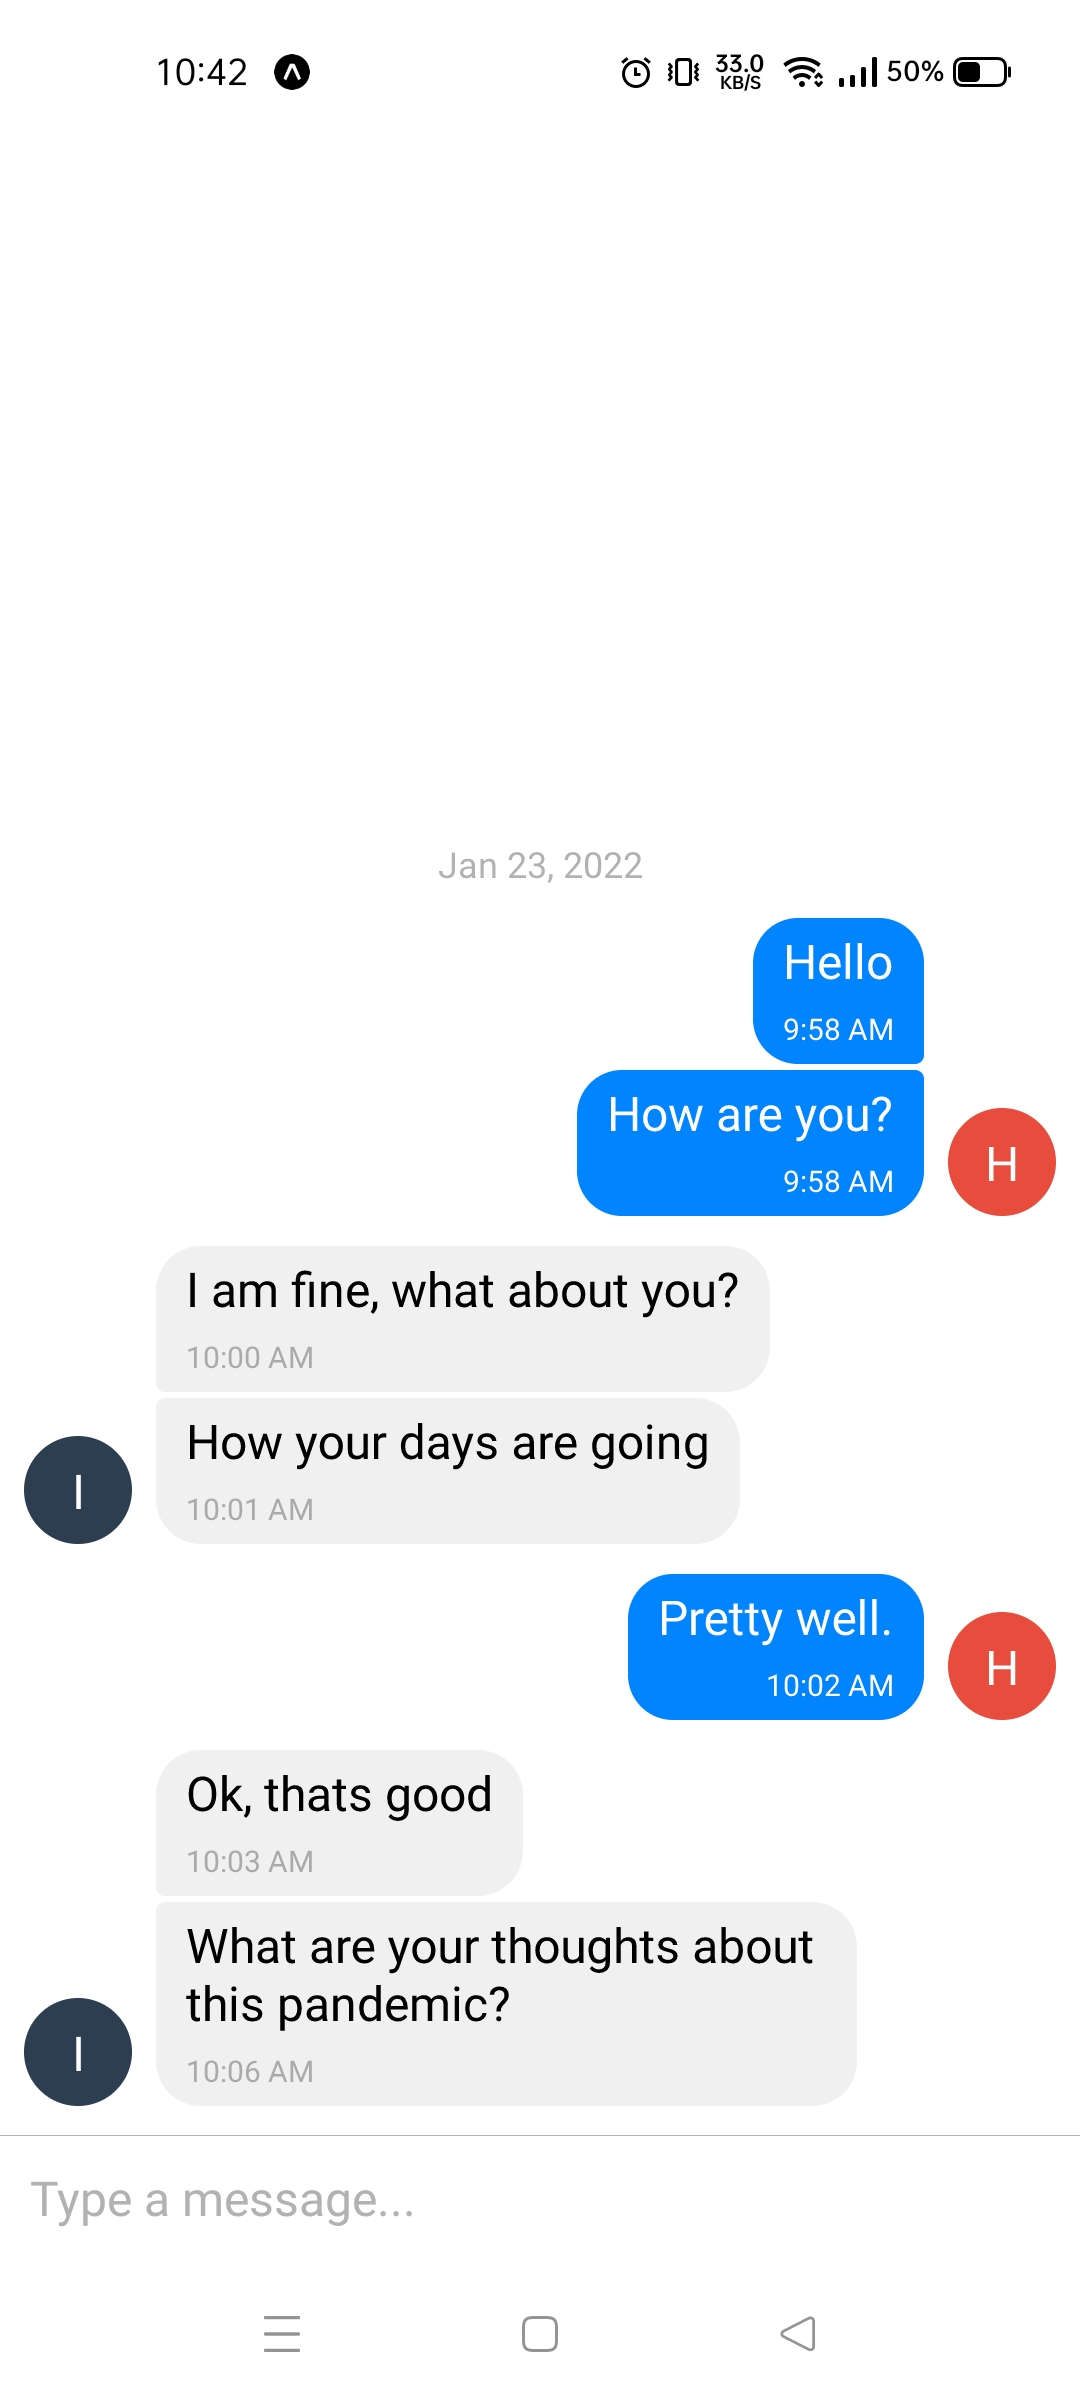 10:42
33.0
KB/S
50%
Jan 23, 2022
Hello
9:58 AM
How are you?
9:58 AM
H
I am fine, what about you?
10:00 AM
How your days are going
10:01 AM
I
Pretty well.
10:02 AM
H
Ok, thats good
10:03 AM
What are your thoughts about
this pandemic?
10:06 AM
I
Type a message...